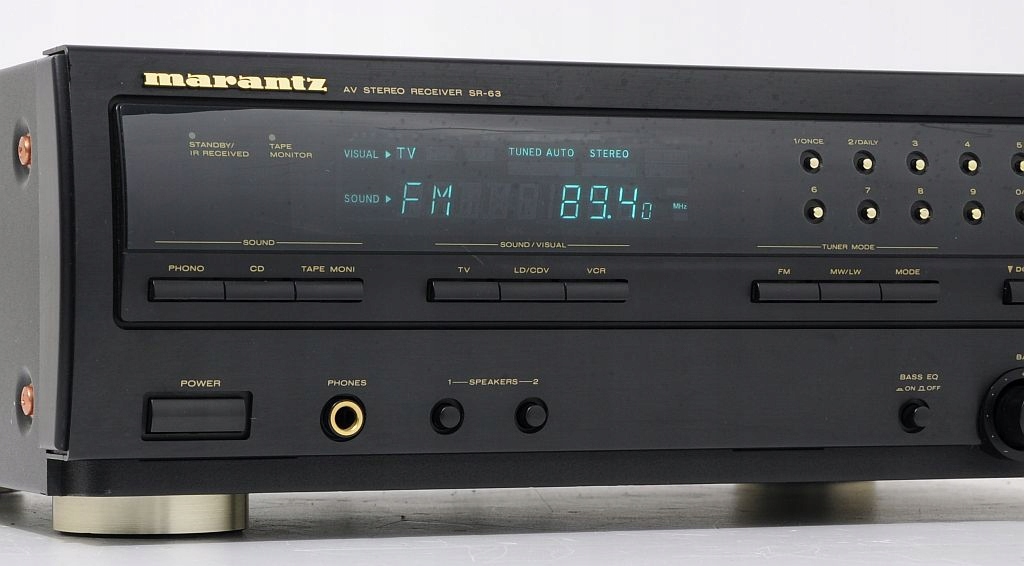 marantz AV STEREO RECEIVER SR-63
STANDBY/
IR RECEIVED
TAPE
MONITOR
VISUAL ▶ TV
TUNED AUTO STEREO
SOUND ▶ FM 89.40 MHz
1/ONCE 2/DAILY 3 4 5
6 7 8 9
SOUND
PHONO CD TAPE MONI
SOUND/VISUAL
TV LD/CDV VCR
TUNER MODE
FM MW/LW MODE
POWER
PHONES
1—SPEAKERS—2
BASS EQ
ON OFF